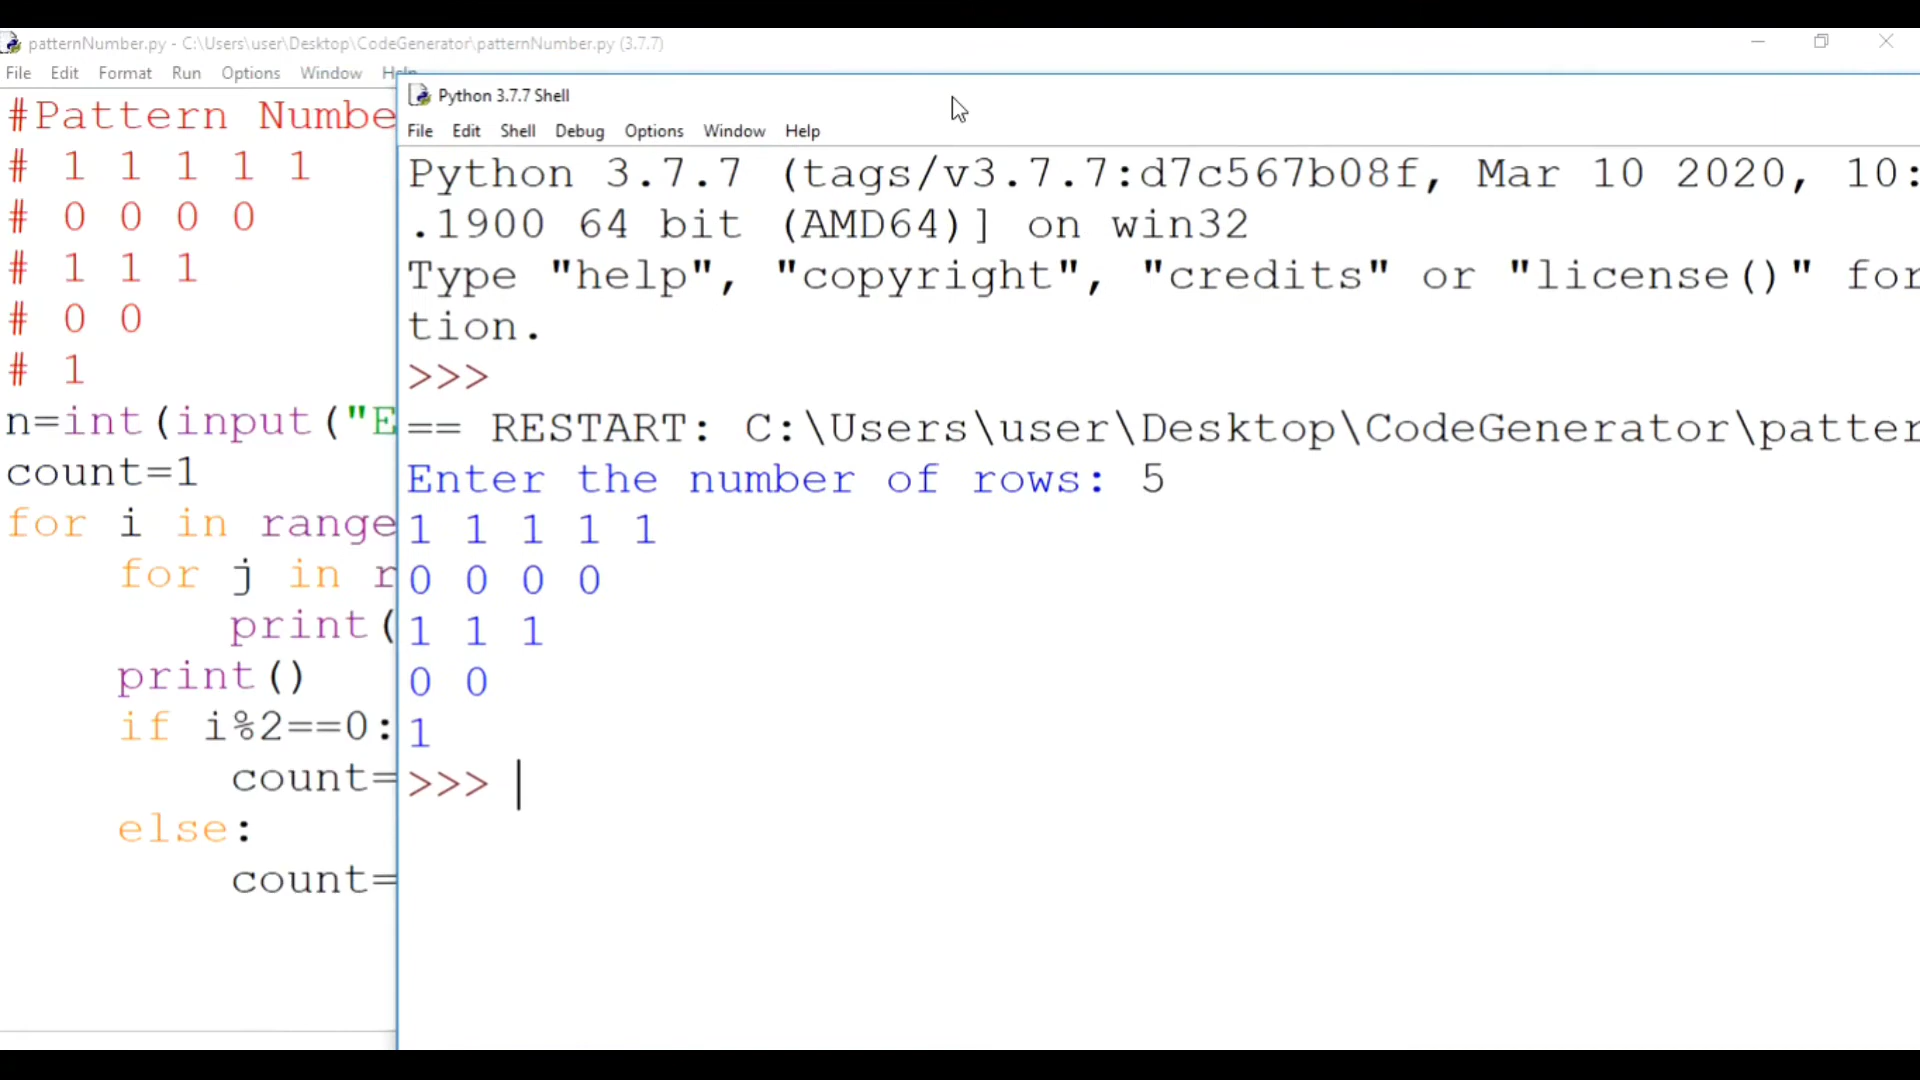 patternNumber.py - C:\Users\user\Desktop\CodeGenerator\patternNumber.py (3.7.7)
File Edit Format Run Options Window Help
#Pattern Numbe
# 1 1 1 1 1
# 0 0 0 0
# 1 1 1
# 0 0
# 1
n=int(input("E
count=1
for i in range
for j in r
print(
print()
if i%2==0:
count=
else:
count=
Python 3.7.7 Shell
File Edit Shell Debug Options Window Help
Python 3.7.7 (tags/v3.7.7:d7c567b08f, Mar 10 2020, 10:
.1900 64 bit (AMD64)] on win32
Type "help", "copyright", "credits" or "license()" for
tion.
>>>
== RESTART: C:\Users\user\Desktop\CodeGenerator\patter
Enter the number of rows: 5
1 1 1 1 1
0 0 0 0
1 1 1
0 0
1
>>>